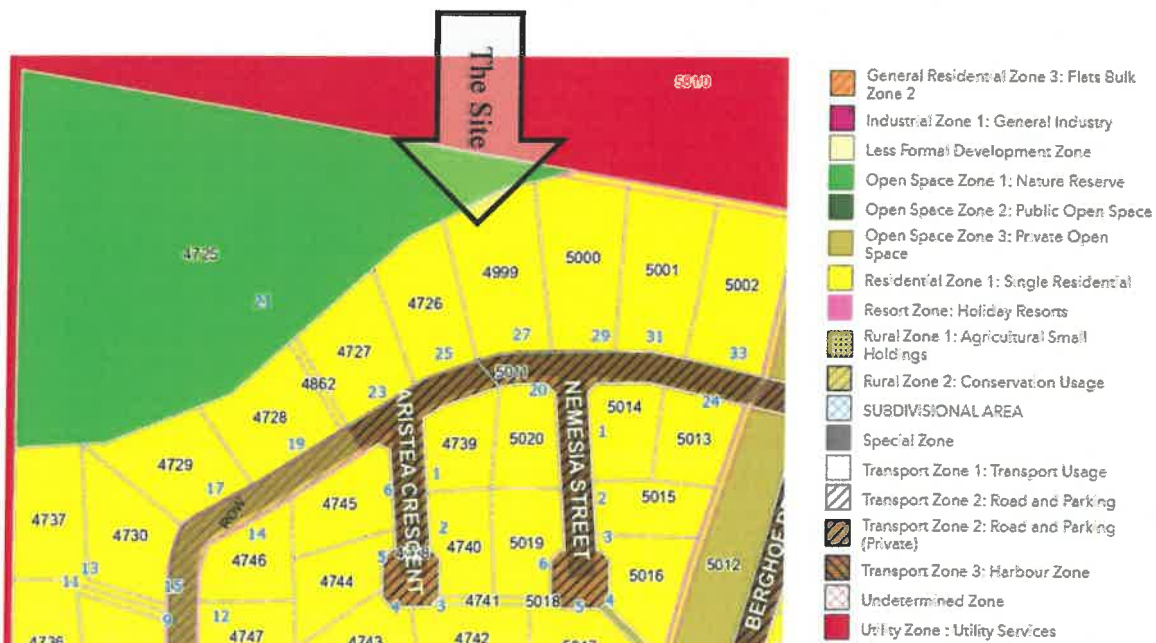 The Site
581/0
4725
21
4999
5000
5001
5002
4726
27
29
31
33
4727
25
4862
23
5011
20
24
4728
19
ARISTEA CRESCENT
NEMESIA STREET
5014
1
5013
4739
5020
1
4729
17
ROW
4745
6
2
5015
4737
4730
14
2
3
4746
4740
5019
5
6
5012
13
11
15
4744
5016
BERGHOF
4
3
4741
5018
5
4
9
12
4736
4747
4743
4742
General Residential Zone 3: Flats Bulk
Zone 2
Industrial Zone 1: General Industry
Less Formal Development Zone
Open Space Zone 1: Nature Reserve
Open Space Zone 2: Public Open Space
Open Space Zone 3: Private Open
Space
Residential Zone 1: Single Residential
Resort Zone: Holiday Resorts
Rural Zone 1: Agricultural Small
Holdings
Rural Zone 2: Conservation Usage
SUBDIVISIONAL AREA
Special Zone
Transport Zone 1: Transport Usage
Transport Zone 2: Road and Parking
Transport Zone 2: Road and Parking
(Private)
Transport Zone 3: Harbour Zone
Undetermined Zone
Utility Zone : Utility Services